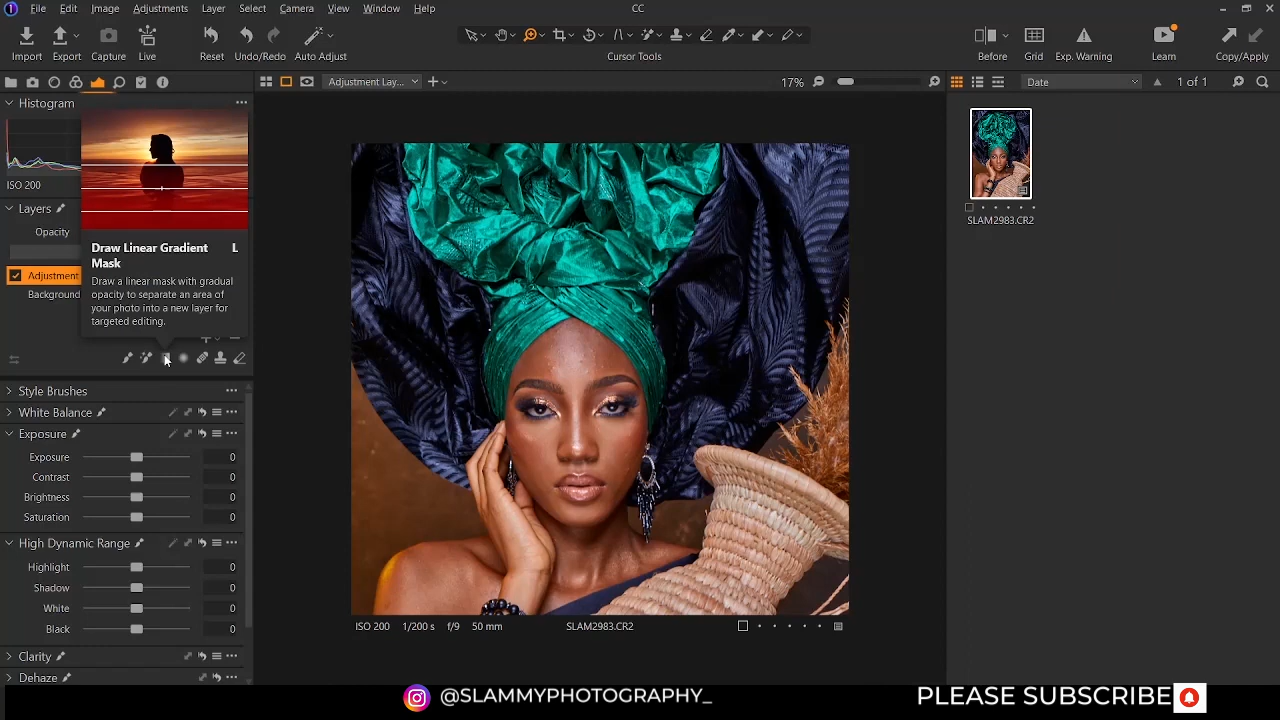 File Edit Image Adjustments Layer Select Camera View Window Help CC
Import Export Capture Live Reset Undo/Redo Auto Adjust Cursor Tools Before Grid Exp. Warning Learn Copy/Apply
Histogram
ISO 200
Layers
Opacity
Adjustment
Background
Draw Linear Gradient L
Mask
Draw a linear mask with gradual
opacity to separate an area of
your photo into a new layer for
targeted editing.
Style Brushes
White Balance
Exposure
Exposure 0
Contrast 0
Brightness 0
Saturation 0
High Dynamic Range
Highlight 0
Shadow 0
White 0
Black 0
Clarity
Dehaze
Adjustment Lay... 17%
ISO 200 1/200 s f/9 50 mm SLAM2983.CR2
Date 1 of 1
SLAM2983.CR2
@SLAMMYPHOTOGRAPHY_
PLEASE SUBSCRIBE